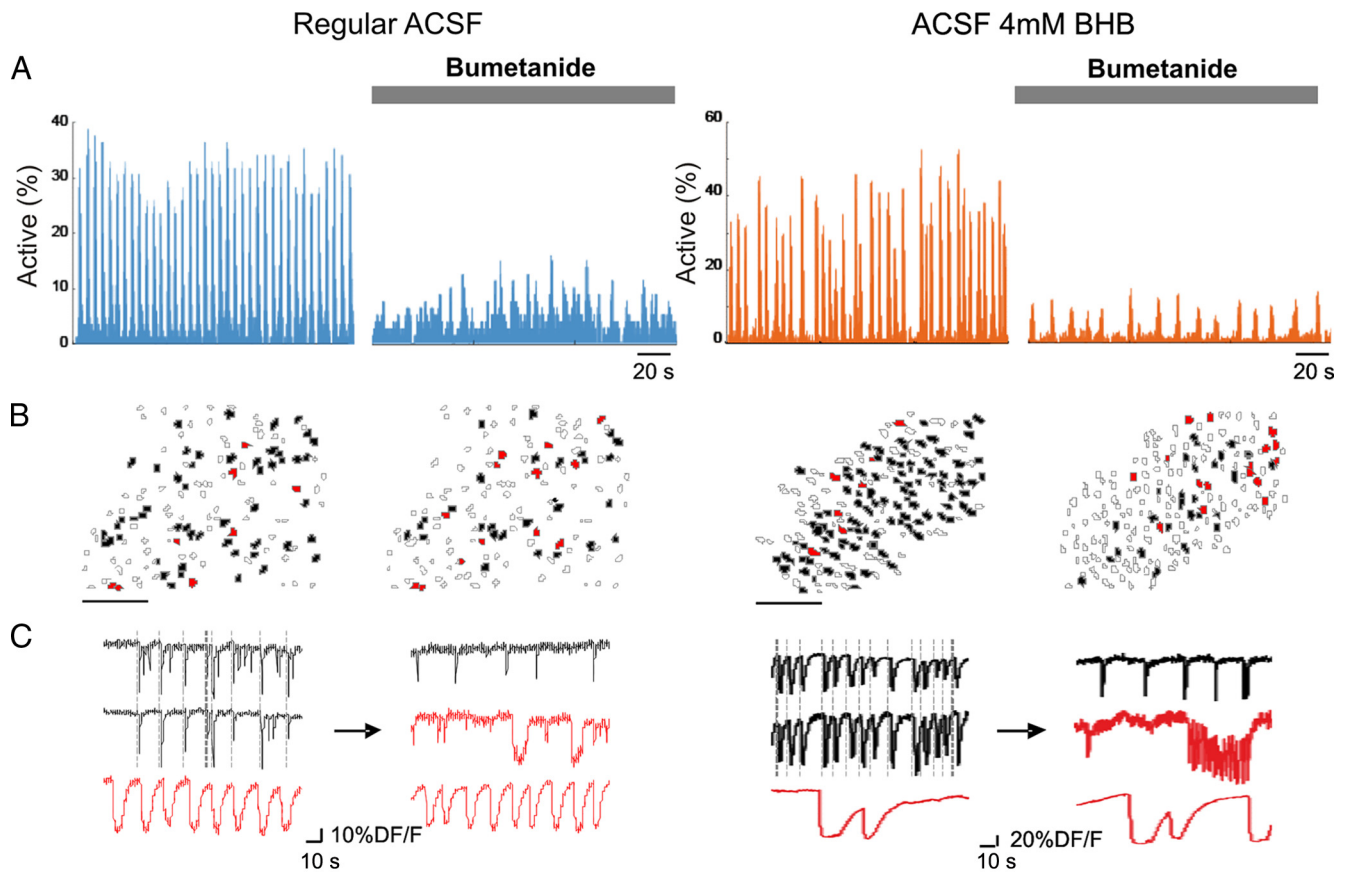 Regular ACSF
ACSF 4mM BHB
A
Bumetanide
Bumetanide
Active (%)
40
30
20
10
0
20 s
Active (%)
60
40
20
0
20 s
B
C
10%DF/F
10 s
20%DF/F
10 s